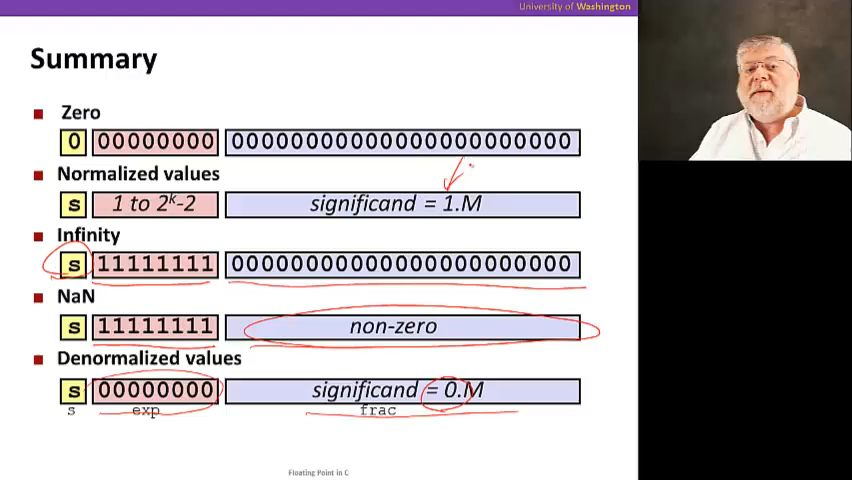 University of Washington
Summary
Zero
0 00000000 00000000000000000000000
Normalized values
s 1 to 2ᵏ-2 significand = 1.M
Infinity
s 11111111 00000000000000000000000
NaN
s 11111111 non-zero
Denormalized values
s 00000000 significand = 0.M
s exp frac
Floating Point in C